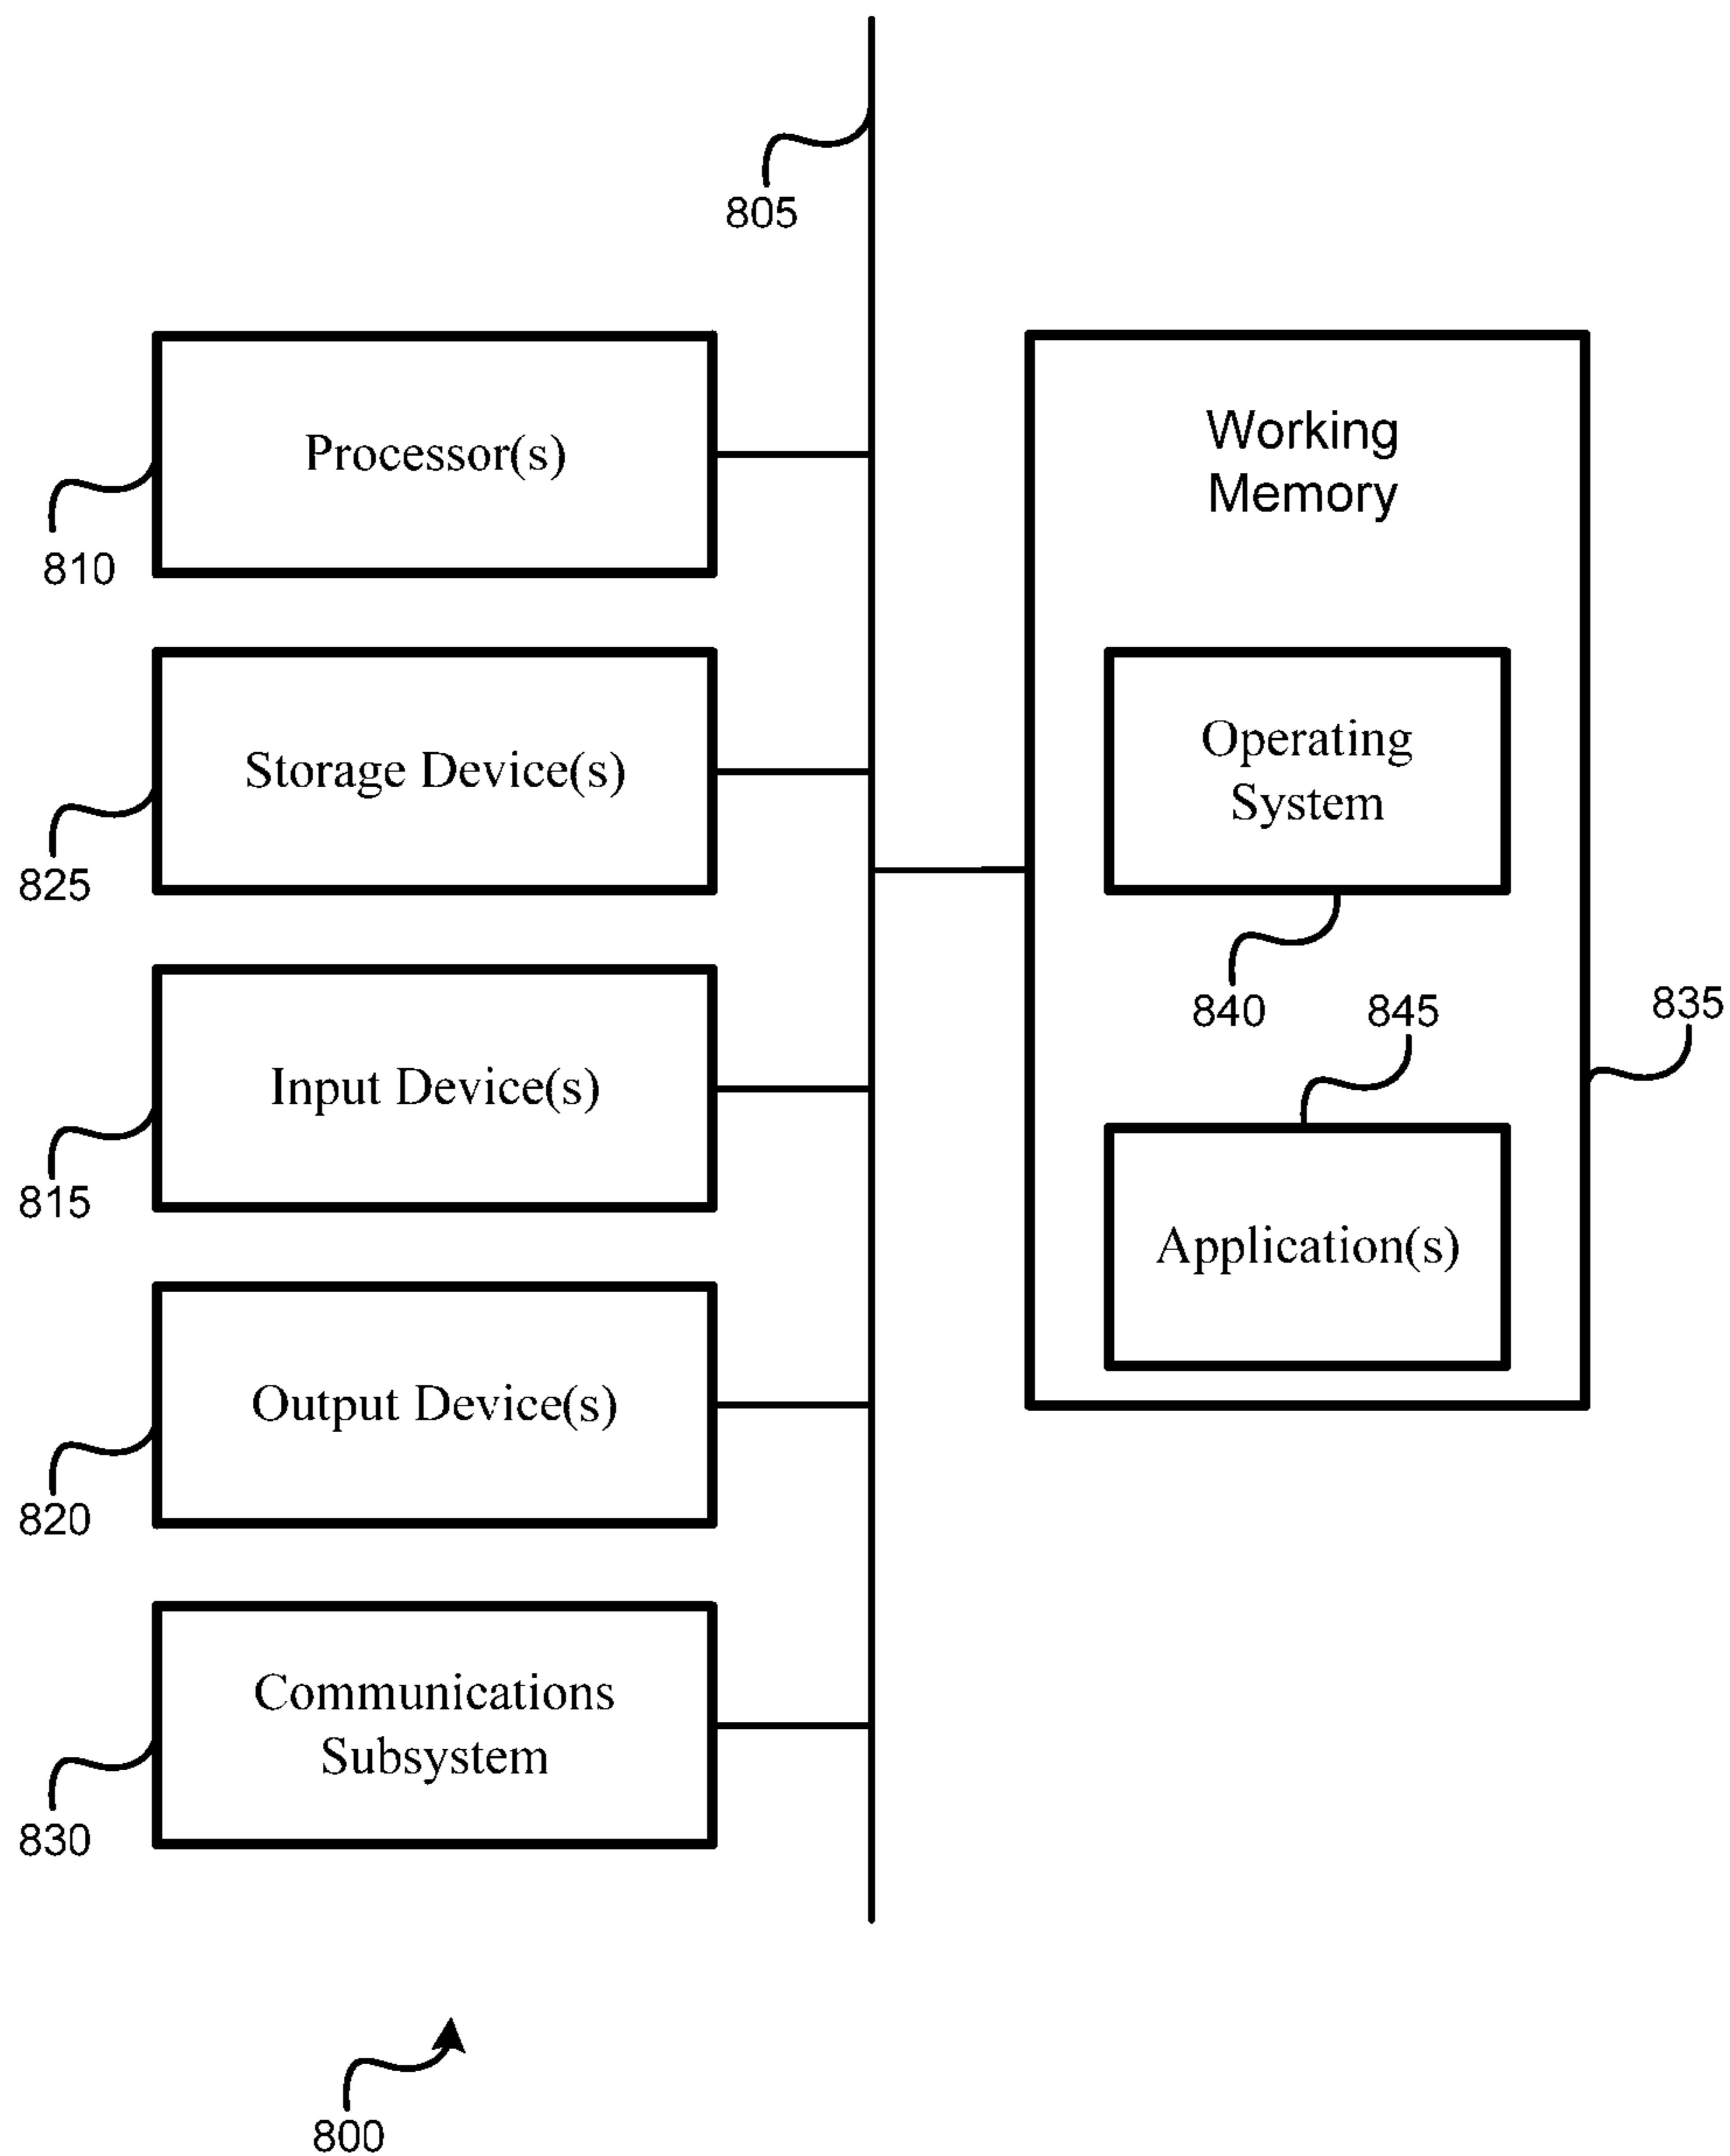 805
Processor(s)
810
Storage Device(s)
825
Input Device(s)
815
Output Device(s)
820
Communications
Subsystem
830
Working
Memory
Operating
System
840
845
835
Application(s)
800